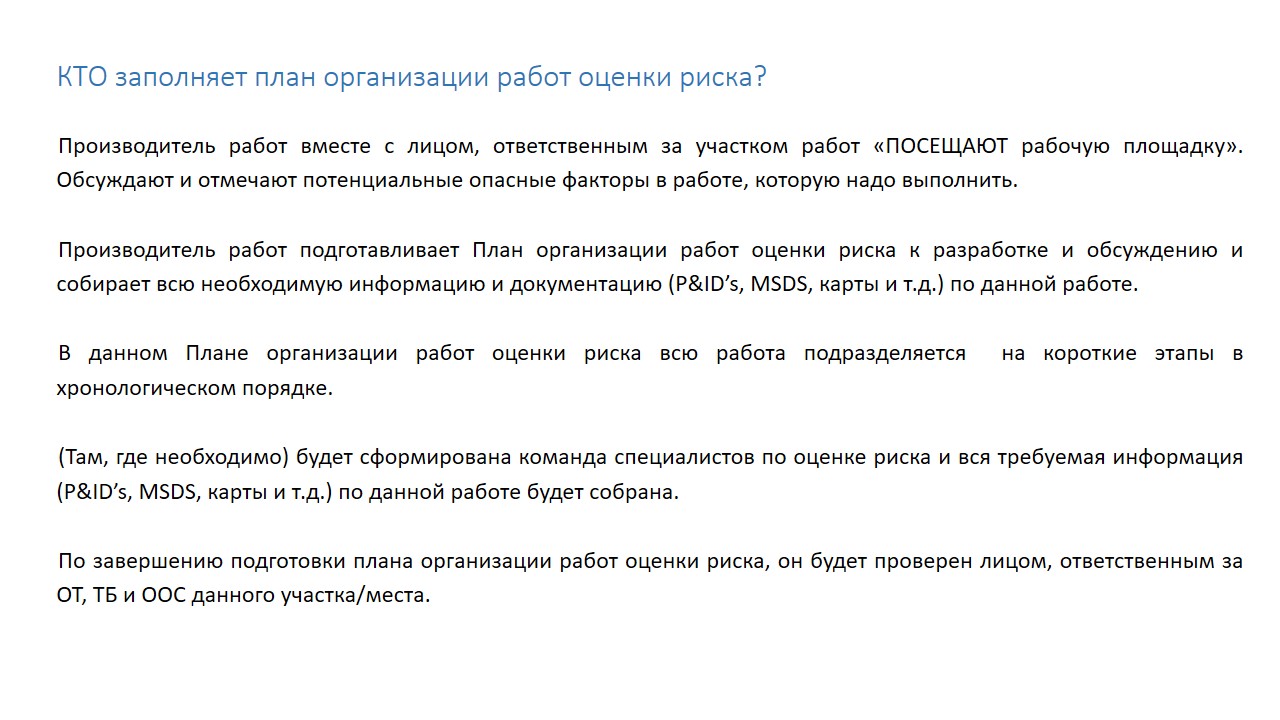 КТО заполняет план организации работ оценки риска?
Производитель работ вместе с лицом, ответственным за участком работ «ПОСЕЩАЮТ рабочую площадку».
Обсуждают и отмечают потенциальные опасные факторы в работе, которую надо выполнить.
Производитель работ подготавливает План организации работ оценки риска к разработке и обсуждению и
собирает всю необходимую информацию и документацию (P&ID’s, MSDS, карты и т.д.) по данной работе.
В данном Плане организации работ оценки риска всю работа подразделяется  на короткие этапы в
хронологическом порядке.
(Там, где необходимо) будет сформирована команда специалистов по оценке риска и вся требуемая информация
(P&ID’s, MSDS, карты и т.д.) по данной работе будет собрана.
По завершению подготовки плана организации работ оценки риска, он будет проверен лицом, ответственным за
ОТ, ТБ и ООС данного участка/места.